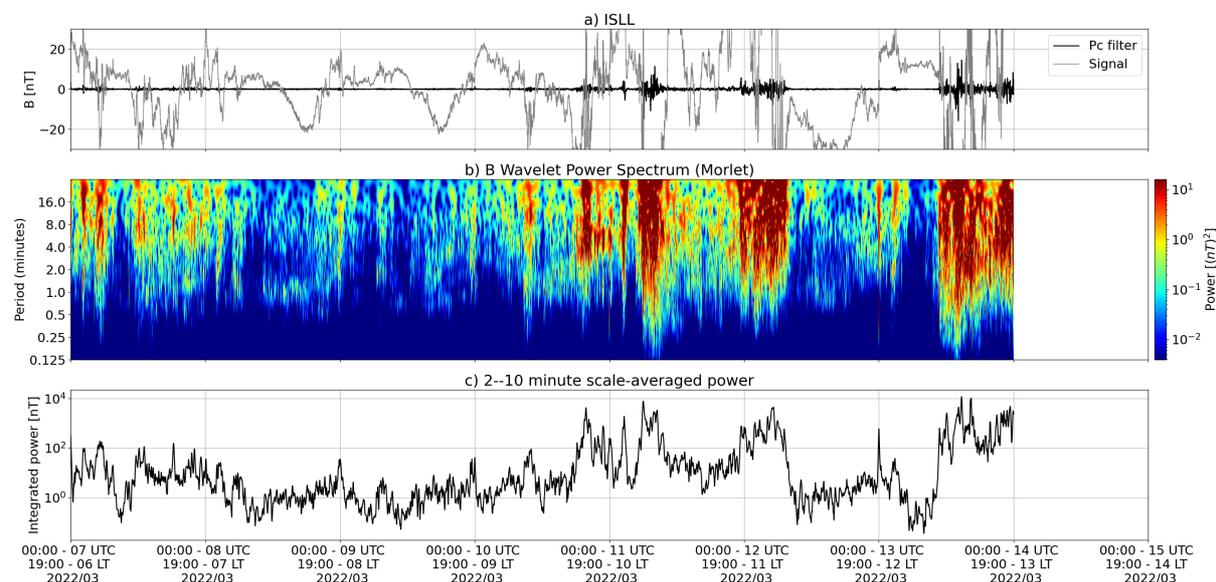 a) ISLL
B [nT]
20
0
−20
Pc filter
Signal
b) B Wavelet Power Spectrum (Morlet)
Period (minutes)
16.0
8.0
4.0
2.0
1.0
0.5
0.25
0.125
10¹
10⁰
10⁻¹
10⁻²
Power [(nT)²]
c) 2--10 minute scale-averaged power
Integrated power [nT]
10⁴
10²
10⁰
00:00 - 07 UTC 00:00 - 08 UTC 00:00 - 09 UTC 00:00 - 10 UTC 00:00 - 11 UTC 00:00 - 12 UTC 00:00 - 13 UTC 00:00 - 14 UTC 00:00 - 15 UTC
19:00 - 06 LT 19:00 - 07 LT 19:00 - 08 LT 19:00 - 09 LT 19:00 - 10 LT 19:00 - 11 LT 19:00 - 12 LT 19:00 - 13 LT 19:00 - 14 LT
2022/03 2022/03 2022/03 2022/03 2022/03 2022/03 2022/03 2022/03 2022/03